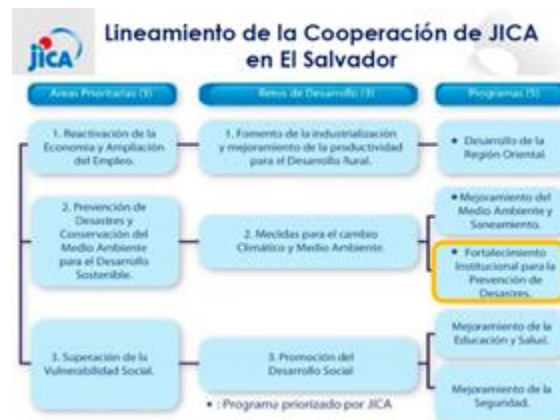 jICA
Lineamiento de la Cooperación de JICA
en El Salvador
Áreas Prioritarias (3)
Retos de Desarrollo (3)
Programas (5)
1. Reactivación de la
Economía y Ampliación
del Empleo.
1. Fomento de la industrialización
y mejoramiento de la productividad
para el Desarrollo Rural.
• Desarrollo de la
Región Oriental.
2. Prevención de
Desastres y
Conservación del
Medio Ambiente
para el Desarrollo
Sostenible.
2. Medidas para el cambio
Climático y Medio Ambiente.
• Mejoramiento del
Medio Ambiente y
Saneamiento.
• Fortalecimiento
Institucional para la
Prevención de
Desastres.
3. Superación de la
Vulnerabilidad Social.
3. Promoción del
Desarrollo Social
Mejoramiento de la
Educación y Salud.
Mejoramiento de la
Seguridad.
• : Programa priorizado por JICA